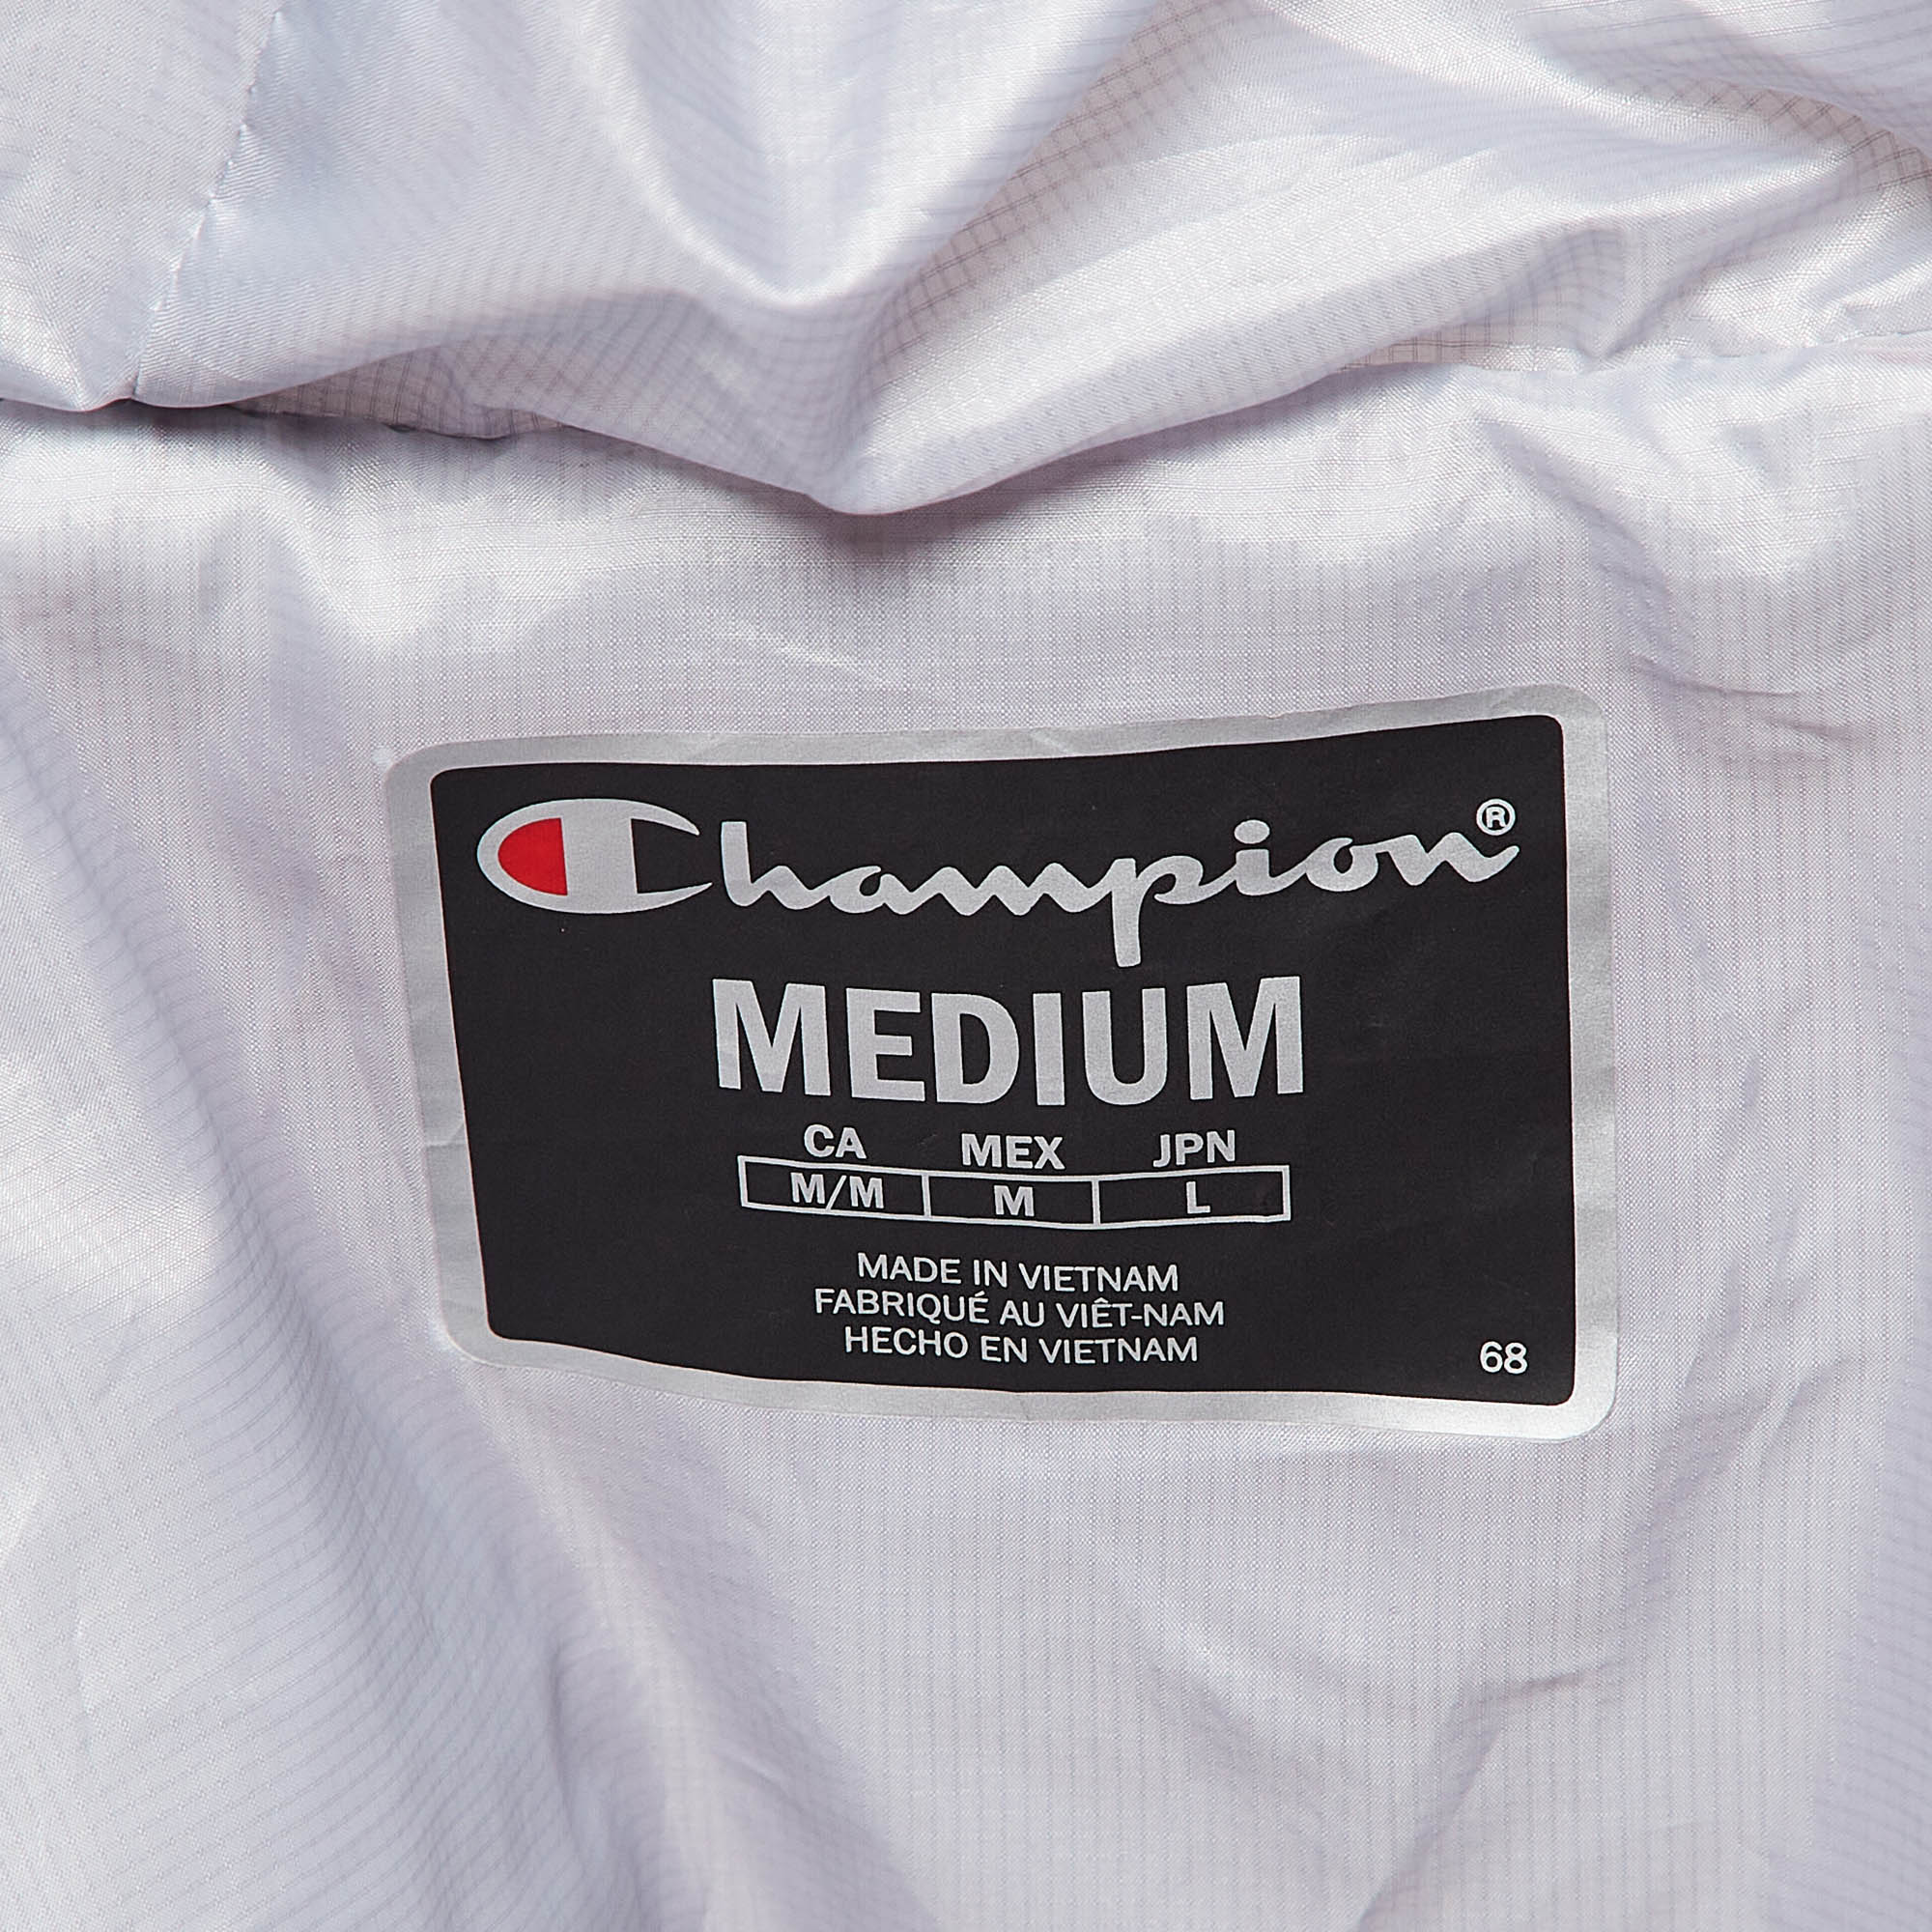 Champion®
MEDIUM
CA MEX JPN
M/M M L
MADE IN VIETNAM
FABRIQUÉ AU VIÊT-NAM
HECHO EN VIETNAM
68